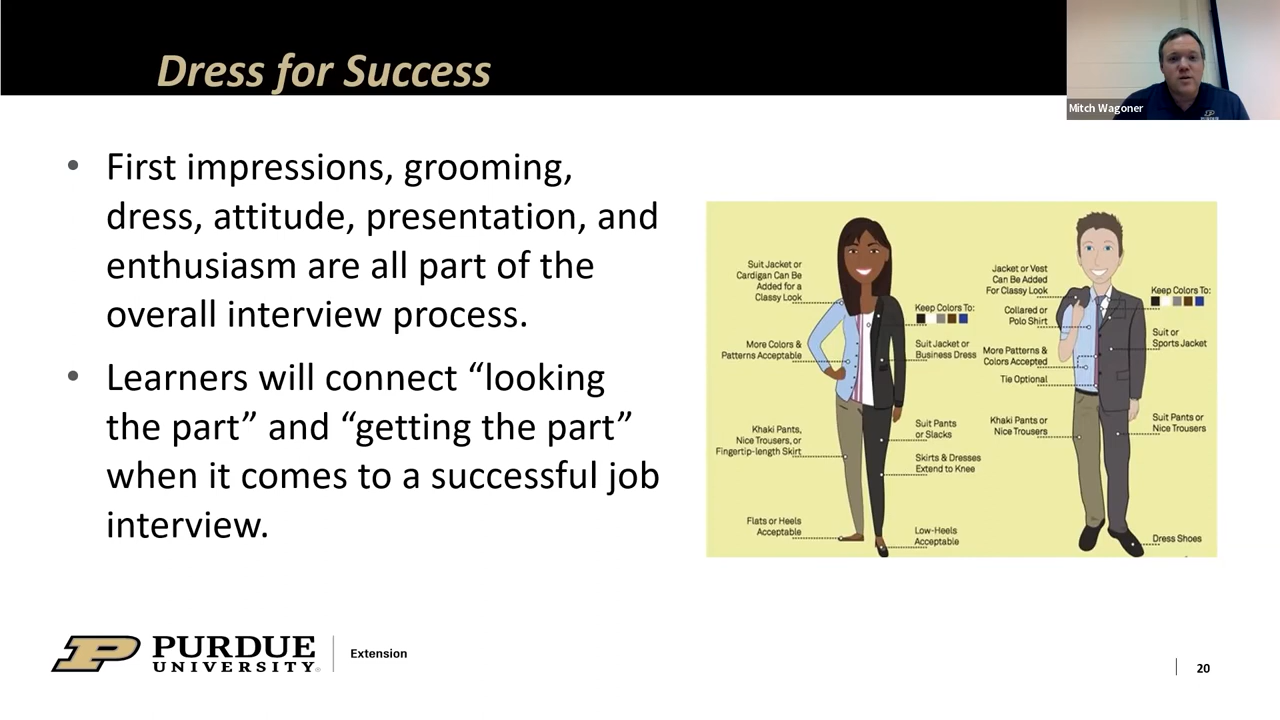 Dress for Success
Mitch Wagoner
• First impressions, grooming,
dress, attitude, presentation, and
enthusiasm are all part of the
overall interview process.
• Learners will connect “looking
the part” and “getting the part”
when it comes to a successful job
interview.
Suit Jacket or
Cardigan Can Be
Added for a
Classy Look
More Colors &
Patterns Acceptable
Khaki Pants,
Nice Trousers, or
Fingertip-length Skirt
Flats or Heels
Acceptable
Keep Colors To:
Suit Jacket or
Business Dress
Suit Pants
or Slacks
Skirts & Dresses
Extend to Knee
Low-Heels
Acceptable
Jacket or Vest
Can Be Added
For Classy Look
Collared or
Polo Shirt
More Patterns &
Colors Accepted
Tie Optional
Khaki Pants or
Nice Trousers
Keep Colors To:
Suit or
Sports Jacket
Suit Pants or
Nice Trousers
Dress Shoes
P PURDUE
UNIVERSITY®
Extension
20